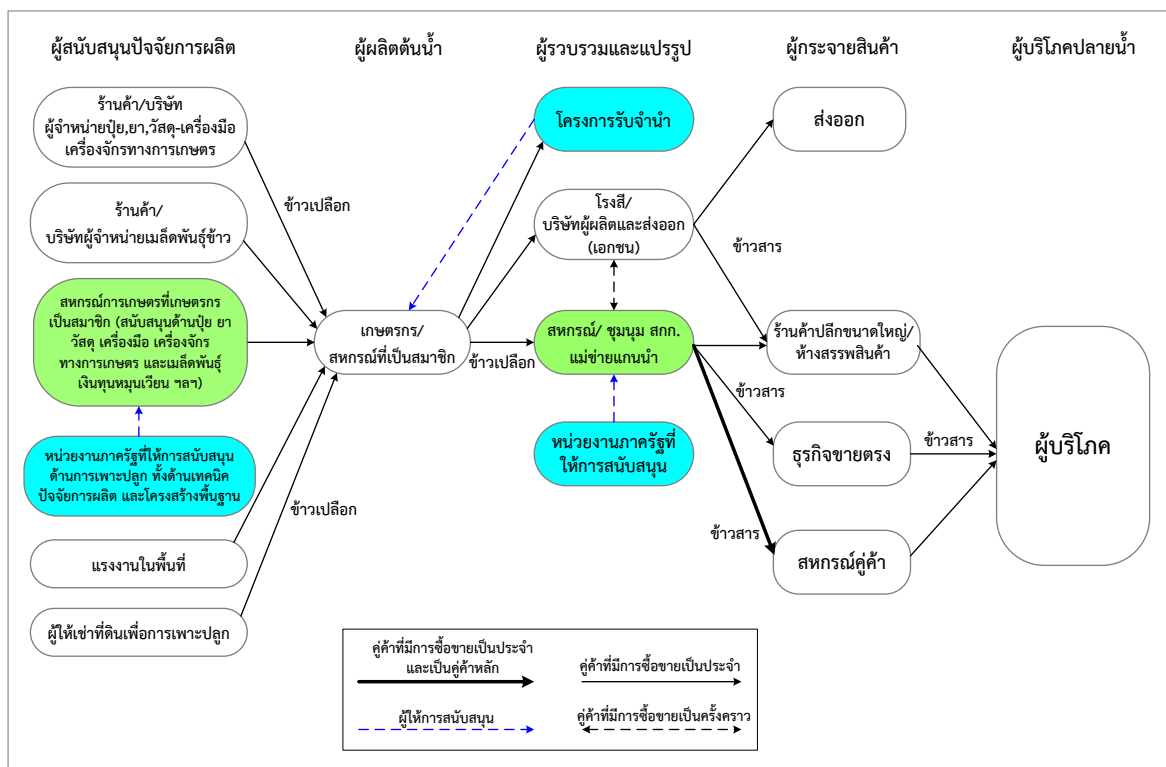 ผู้สนับสนุนปัจจัยการผลิต
ผู้ผลิตต้นน้ำ
ผู้รวบรวมและแปรรูป
ผู้กระจายสินค้า
ผู้บริโภคปลายน้ำ
ร้านค้า/บริษัท
ผู้จำหน่ายปุ๋ย,ยา,วัสดุ-เครื่องมือ
เครื่องจักรทางการเกษตร
ร้านค้า/
บริษัทผู้จำหน่ายเมล็ดพันธุ์ข้าว
สหกรณ์การเกษตรที่เกษตรกร
เป็นสมาชิก (สนับสนุนด้านปุ๋ย ยา
วัสดุ เครื่องมือ เครื่องจักร
ทางการเกษตร และเมล็ดพันธุ์
เงินทุนหมุนเวียน ฯลฯ)
หน่วยงานภาครัฐที่ให้การสนับสนุน
ด้านการเพาะปลูก ทั้งด้านเทคนิค
ปัจจัยการผลิต และโครงสร้างพื้นฐาน
แรงงานในพื้นที่
ผู้ให้เช่าที่ดินเพื่อการเพาะปลูก
ข้าวเปลือก
ข้าวเปลือก
เกษตรกร/
สหกรณ์ที่เป็นสมาชิก
ข้าวเปลือก
โครงการรับจำนำ
โรงสี/
บริษัทผู้ผลิตและส่งออก
(เอกชน)
สหกรณ์/ ชุมนุม สกก.
แม่ข่ายแกนนำ
หน่วยงานภาครัฐที่
ให้การสนับสนุน
ข้าวสาร
ข้าวสาร
ข้าวสาร
ส่งออก
ร้านค้าปลีกขนาดใหญ่/
ห้างสรรพสินค้า
ธุรกิจขายตรง
สหกรณ์คู่ค้า
ข้าวสาร
ผู้บริโภค
คู่ค้าที่มีการซื้อขายเป็นประจำ
และเป็นคู่ค้าหลัก
คู่ค้าที่มีการซื้อขายเป็นประจำ
ผู้ให้การสนับสนุน
คู่ค้าที่มีการซื้อขายเป็นครั้งคราว